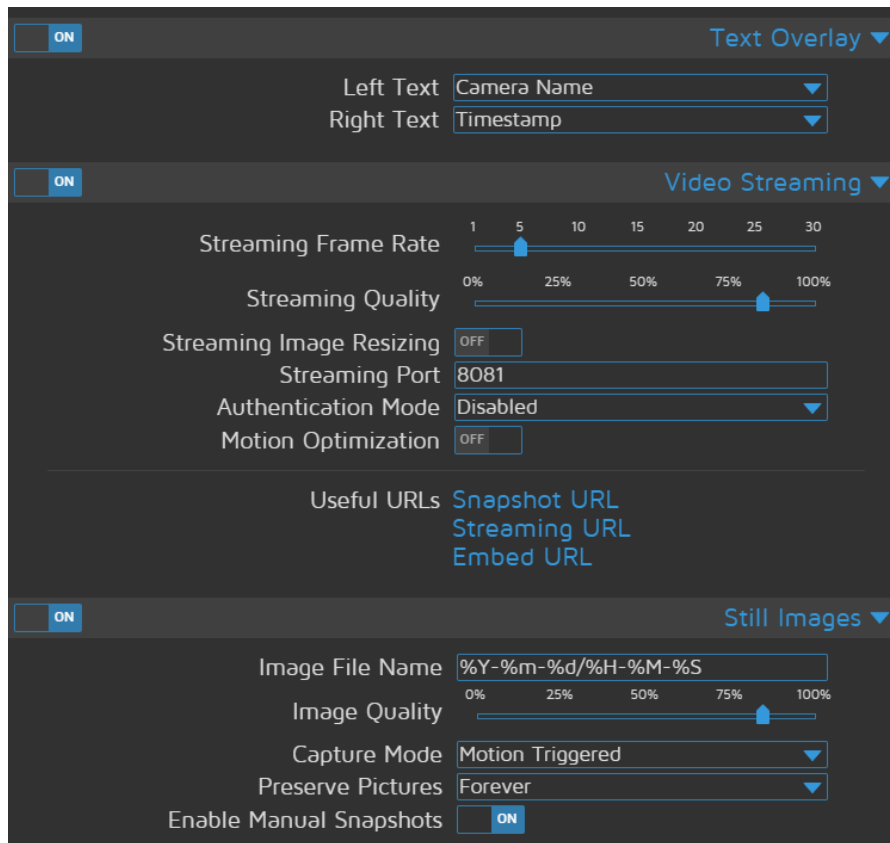 ON Text Overlay
Left Text Camera Name
Right Text Timestamp
ON Video Streaming
1 5 10 15 20 25 30
Streaming Frame Rate
0% 25% 50% 75% 100%
Streaming Quality
Streaming Image Resizing OFF
Streaming Port 8081
Authentication Mode Disabled
Motion Optimization OFF
Useful URLs Snapshot URL
Streaming URL
Embed URL
ON Still Images
Image File Name %Y-%m-%d/%H-%M-%S
0% 25% 50% 75% 100%
Image Quality
Capture Mode Motion Triggered
Preserve Pictures Forever
Enable Manual Snapshots ON